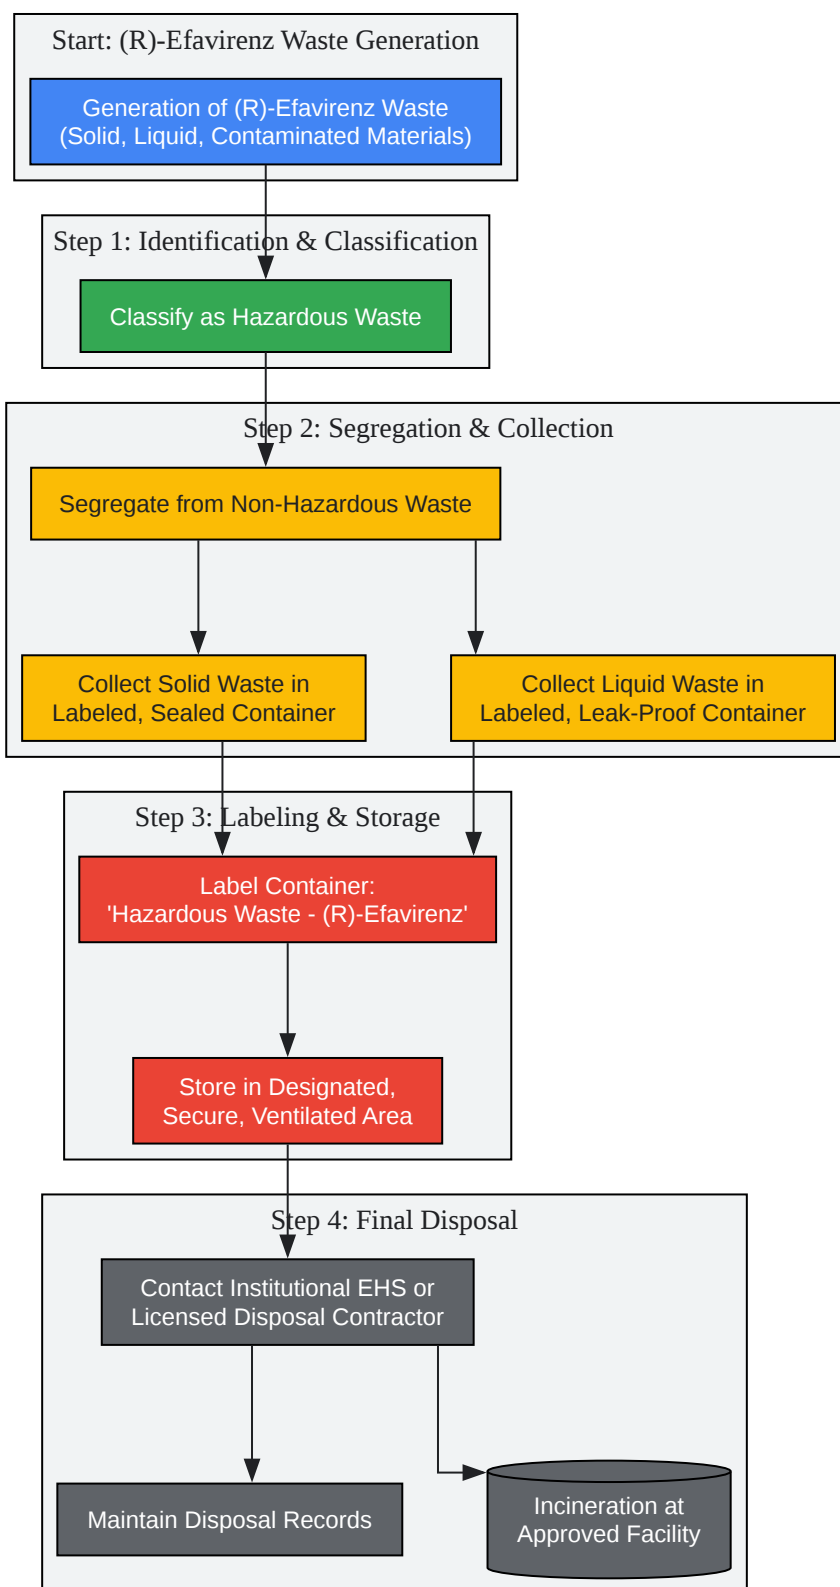 Start: (R)-Efavirenz Waste Generation
Generation of (R)-Efavirenz Waste
(Solid, Liquid, Contaminated Materials)
Step 1: Identification & Classification
Classify as Hazardous Waste
Step 2: Segregation & Collection
Segregate from Non-Hazardous Waste
Collect Solid Waste in
Labeled, Sealed Container
Collect Liquid Waste in
Labeled, Leak-Proof Container
Step 3: Labeling & Storage
Label Container:
'Hazardous Waste - (R)-Efavirenz'
Store in Designated,
Secure, Ventilated Area
Step 4: Final Disposal
Contact Institutional EHS or
Licensed Disposal Contractor
Maintain Disposal Records
Incineration at
Approved Facility